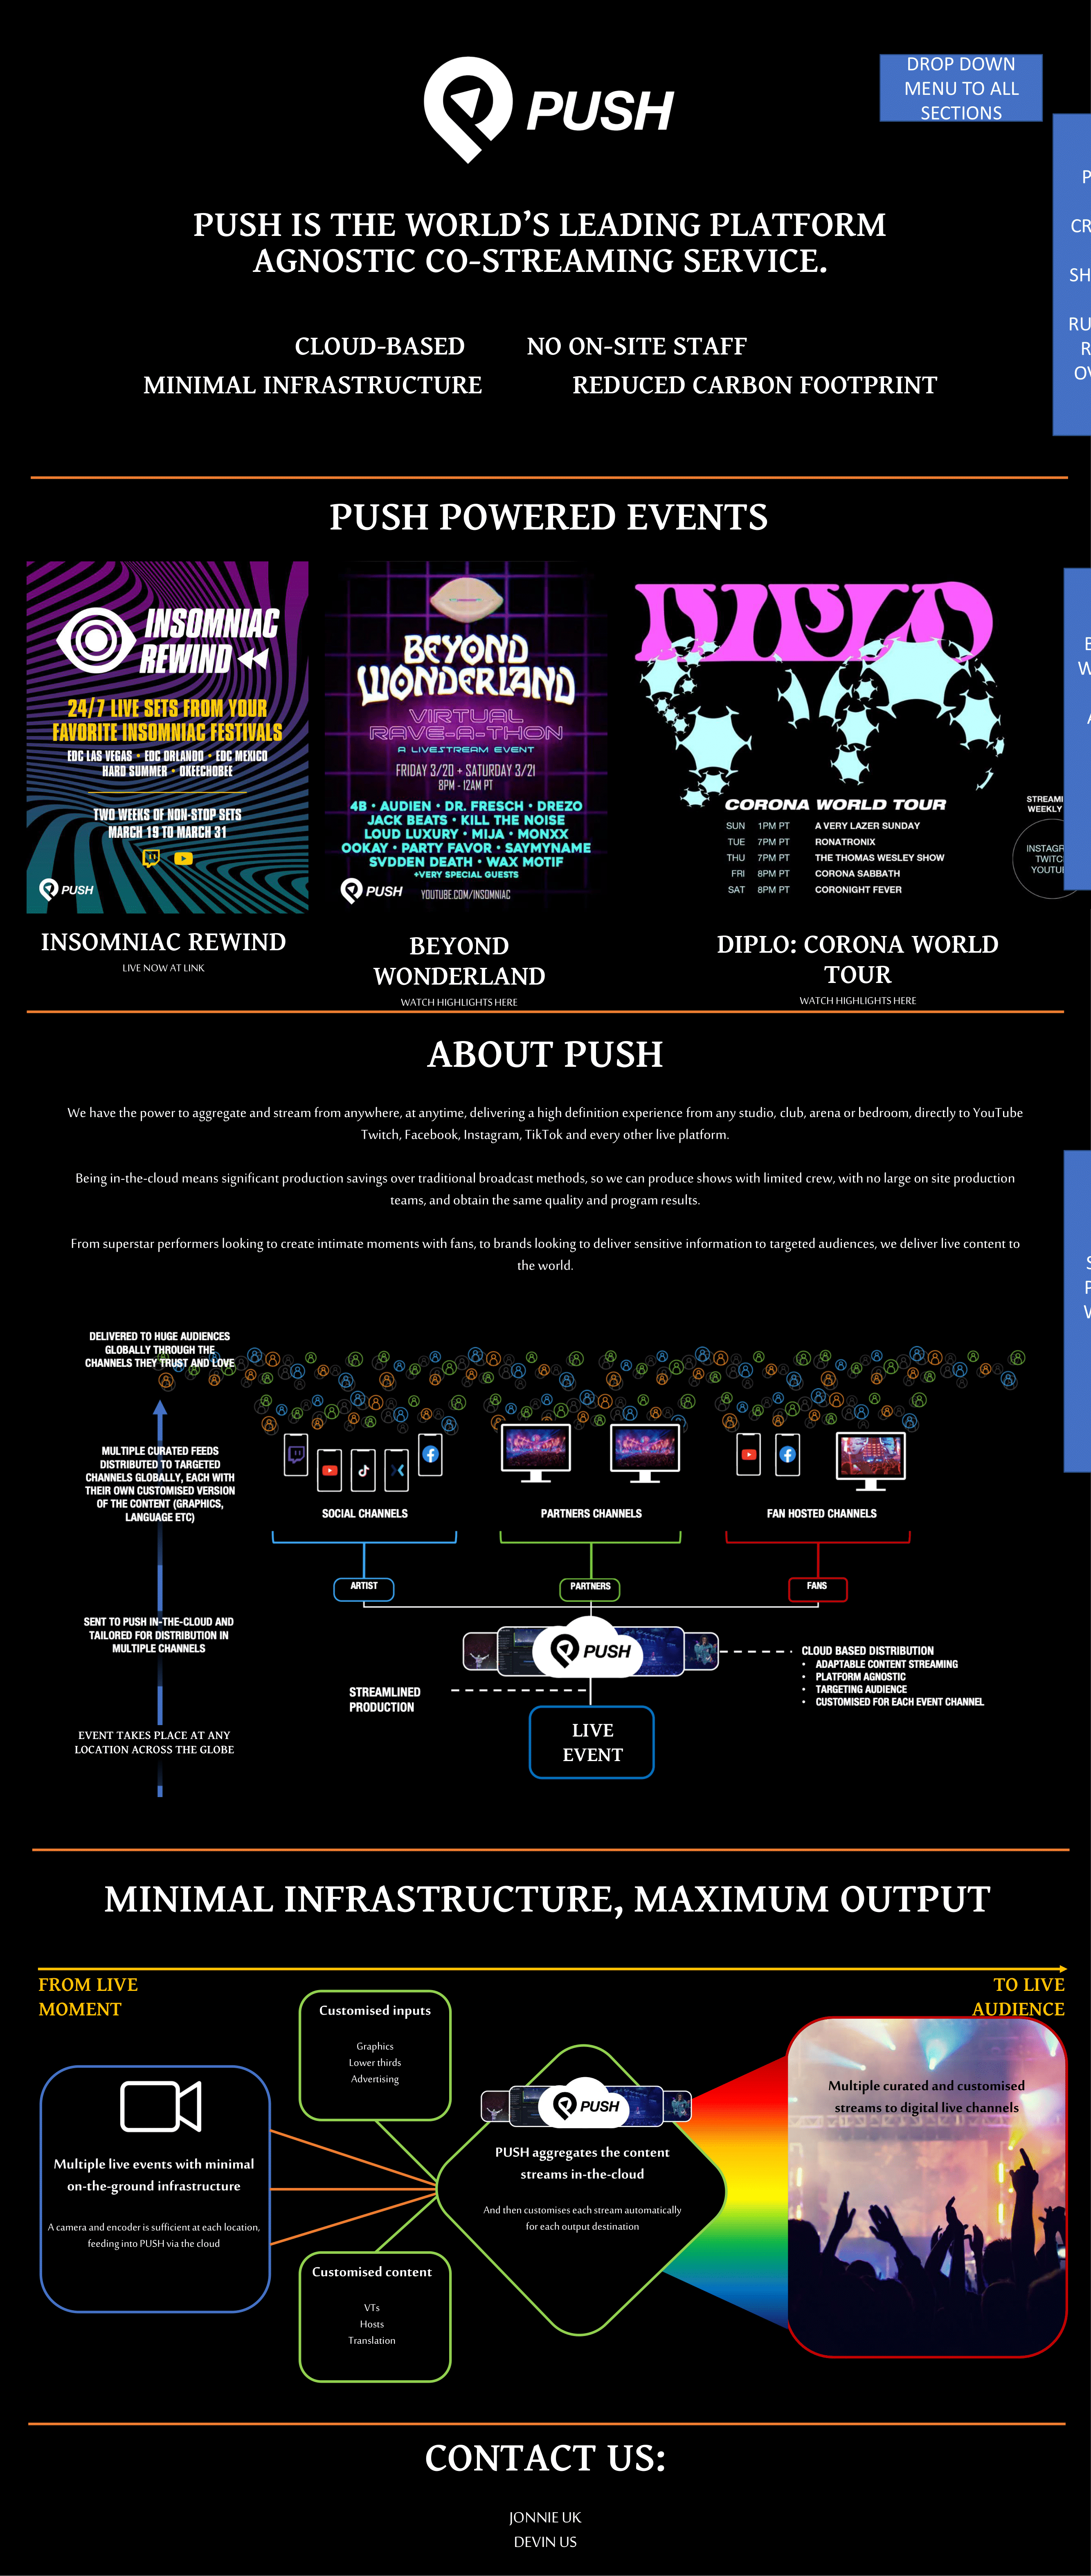 PUSH
DROP DOWN
MENU TO ALL
SECTIONS
PUSH IS THE WORLD'S LEADING PLATFORM
AGNOSTIC CO-STREAMING SERVICE.
CLOUD-BASED NO ON-SITE STAFF
MINIMAL INFRASTRUCTURE REDUCED CARBON FOOTPRINT
PUSH POWERED EVENTS
INSOMNIAC
REWIND
24/7 LIVE SETS FROM YOUR
FAVORITE INSOMNIAC FESTIVALS
EDC LAS VEGAS • EDC ORLANDO • EDC MEXICO
HARD SUMMER • OKEECHOBEE
TWO WEEKS OF NON-STOP SETS
MARCH 19 TO MARCH 31
PUSH
INSOMNIAC REWIND
LIVE NOW AT LINK
BEYOND
WONDERLAND
VIRTUAL
RAVE-A-THON
A LIVESTREAM EVENT
FRIDAY 3/20 + SATURDAY 3/21
8PM - 12AM PT
4B • AUDIEN • DR. FRESCH • DREZO
JACK BEATS • KILL THE NOISE
LOUD LUXURY • MIJA • MONXX
OOKAY • PARTY FAVOR • SAYMYNAME
SVDDEN DEATH • WAX MOTIF
+VERY SPECIAL GUESTS
PUSH YOUTUBE.COM/INSOMNIAC
BEYOND
WONDERLAND
WATCH HIGHLIGHTS HERE
DIPLO
CORONA WORLD TOUR
SUN 1PM PT A VERY LAZER SUNDAY
TUE 7PM PT RONATRONIX
THU 7PM PT THE THOMAS WESLEY SHOW
FRI 8PM PT CORONA SABBATH
SAT 8PM PT CORONIGHT FEVER
WEEKLY
DIPLO: CORONA WORLD
TOUR
WATCH HIGHLIGHTS HERE
ABOUT PUSH
We have the power to aggregate and stream from anywhere, at anytime, delivering a high definition experience from any studio, club, arena or bedroom, directly to YouTube
Twitch, Facebook, Instagram, TikTok and every other live platform.
Being in-the-cloud means significant production savings over traditional broadcast methods, so we can produce shows with limited crew, with no large on site production
teams, and obtain the same quality and program results.
From superstar performers looking to create intimate moments with fans, to brands looking to deliver sensitive information to targeted audiences, we deliver live content to
the world.
DELIVERED TO HUGE AUDIENCES
GLOBALLY THROUGH THE
CHANNELS THEY TRUST AND LOVE
MULTIPLE CURATED FEEDS
DISTRIBUTED TO TARGETED
CHANNELS GLOBALLY, EACH WITH
THEIR OWN CUSTOMISED VERSION
OF THE CONTENT (GRAPHICS,
LANGUAGE ETC)
SOCIAL CHANNELS PARTNERS CHANNELS FAN HOSTED CHANNELS
ARTIST PARTNERS FANS
SENT TO PUSH IN-THE-CLOUD AND
TAILORED FOR DISTRIBUTION IN
MULTIPLE CHANNELS
PUSH
CLOUD BASED DISTRIBUTION
• ADAPTABLE CONTENT STREAMING
• PLATFORM AGNOSTIC
• TARGETING AUDIENCE
• CUSTOMISED FOR EACH EVENT CHANNEL
STREAMLINED
PRODUCTION
LIVE
EVENT
EVENT TAKES PLACE AT ANY
LOCATION ACROSS THE GLOBE
MINIMAL INFRASTRUCTURE, MAXIMUM OUTPUT
FROM LIVE
MOMENT
TO LIVE
AUDIENCE
Customised inputs
Graphics
Lower thirds
Advertising
Multiple live events with minimal
on-the-ground infrastructure
A camera and encoder is sufficient at each location,
feeding into PUSH via the cloud
PUSH
PUSH aggregates the content
streams in-the-cloud
And then customises each stream automatically
for each output destination
Multiple curated and customised
streams to digital live channels
Customised content
VTs
Hosts
Translation
CONTACT US:
JONNIE UK
DEVIN US